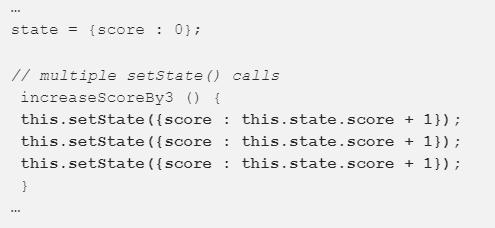 …
state = {score : 0};
// multiple setState() calls
increaseScoreBy3 () {
this.setState({score : this.state.score + 1});
this.setState({score : this.state.score + 1});
this.setState({score : this.state.score + 1});
}
…